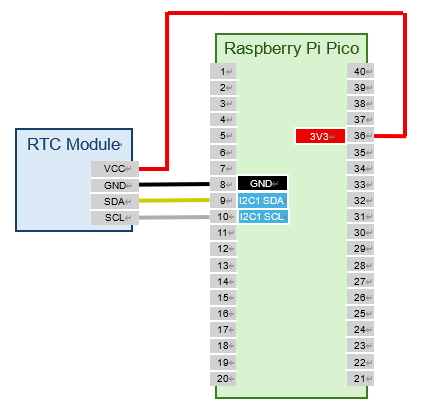 Raspberry Pi Pico
1 40
2 39
3 38
4 37
5 3V3 36
6 35
7 34
8 GND 33
9 I2C1 SDA 32
10 I2C1 SCL 31
11 30
12 29
13 28
14 27
15 26
16 25
17 24
18 23
19 22
20 21
RTC Module
VCC
GND
SDA
SCL